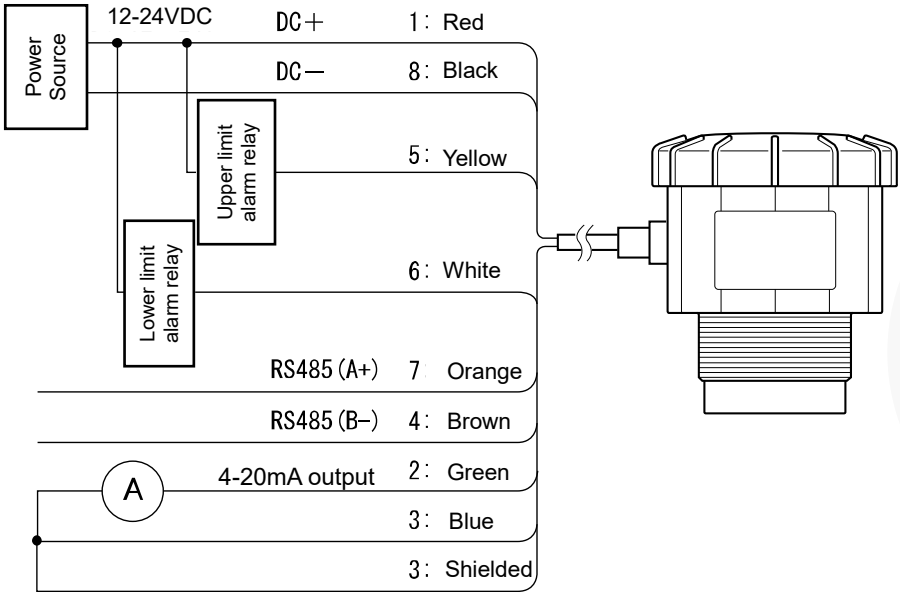 12-24VDC
Power
Source
DC+ 1: Red
DC− 8: Black
Upper limit
alarm relay
5: Yellow
Lower limit
alarm relay
6: White
RS485(A+) 7: Orange
RS485(B−) 4: Brown
A
4-20mA output 2: Green
3: Blue
3: Shielded